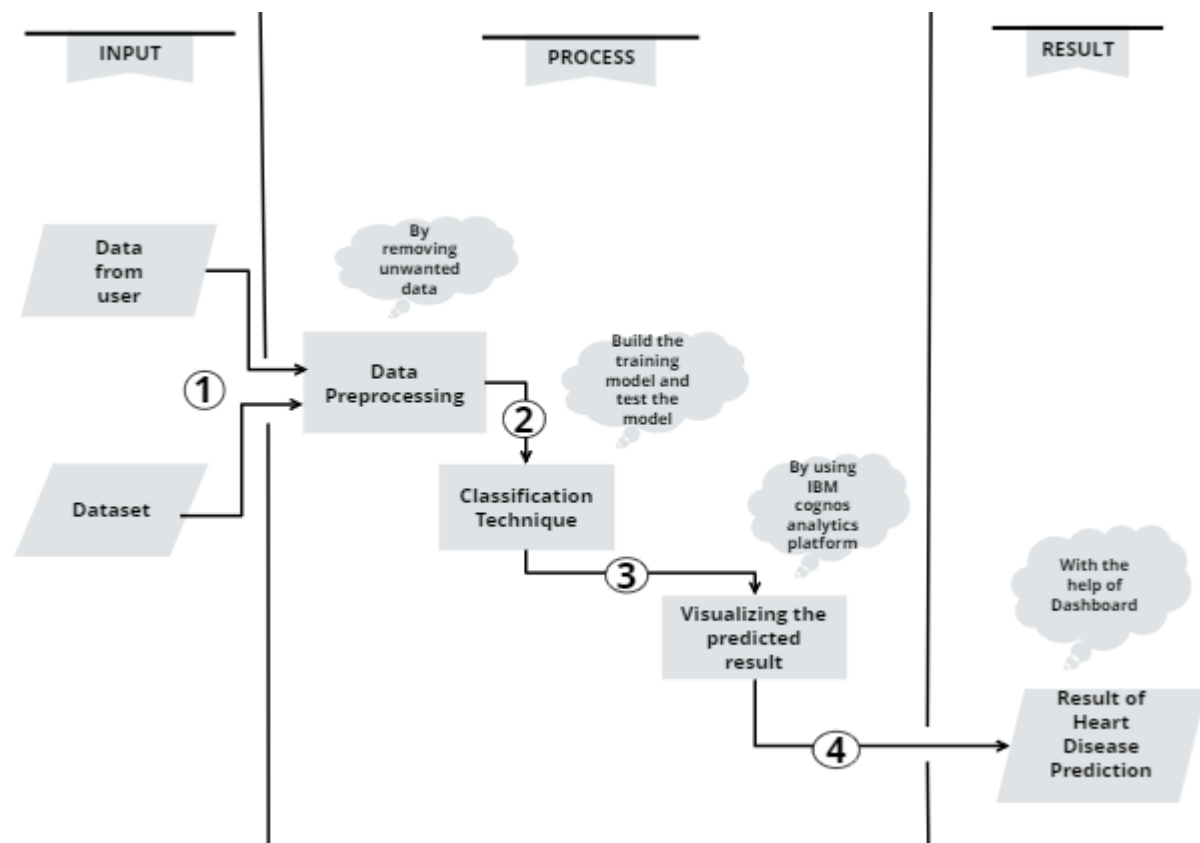 INPUT
PROCESS
RESULT
Data
from
user
By
removing
unwanted
data
Data
Preprocessing
1
Dataset
2
Build the
training
model and
test the
model
Classification
Technique
3
By using
IBM
cognos
analytics
platform
Visualizing the
predicted
result
4
With the
help of
Dashboard
Result of
Heart
Disease
Prediction